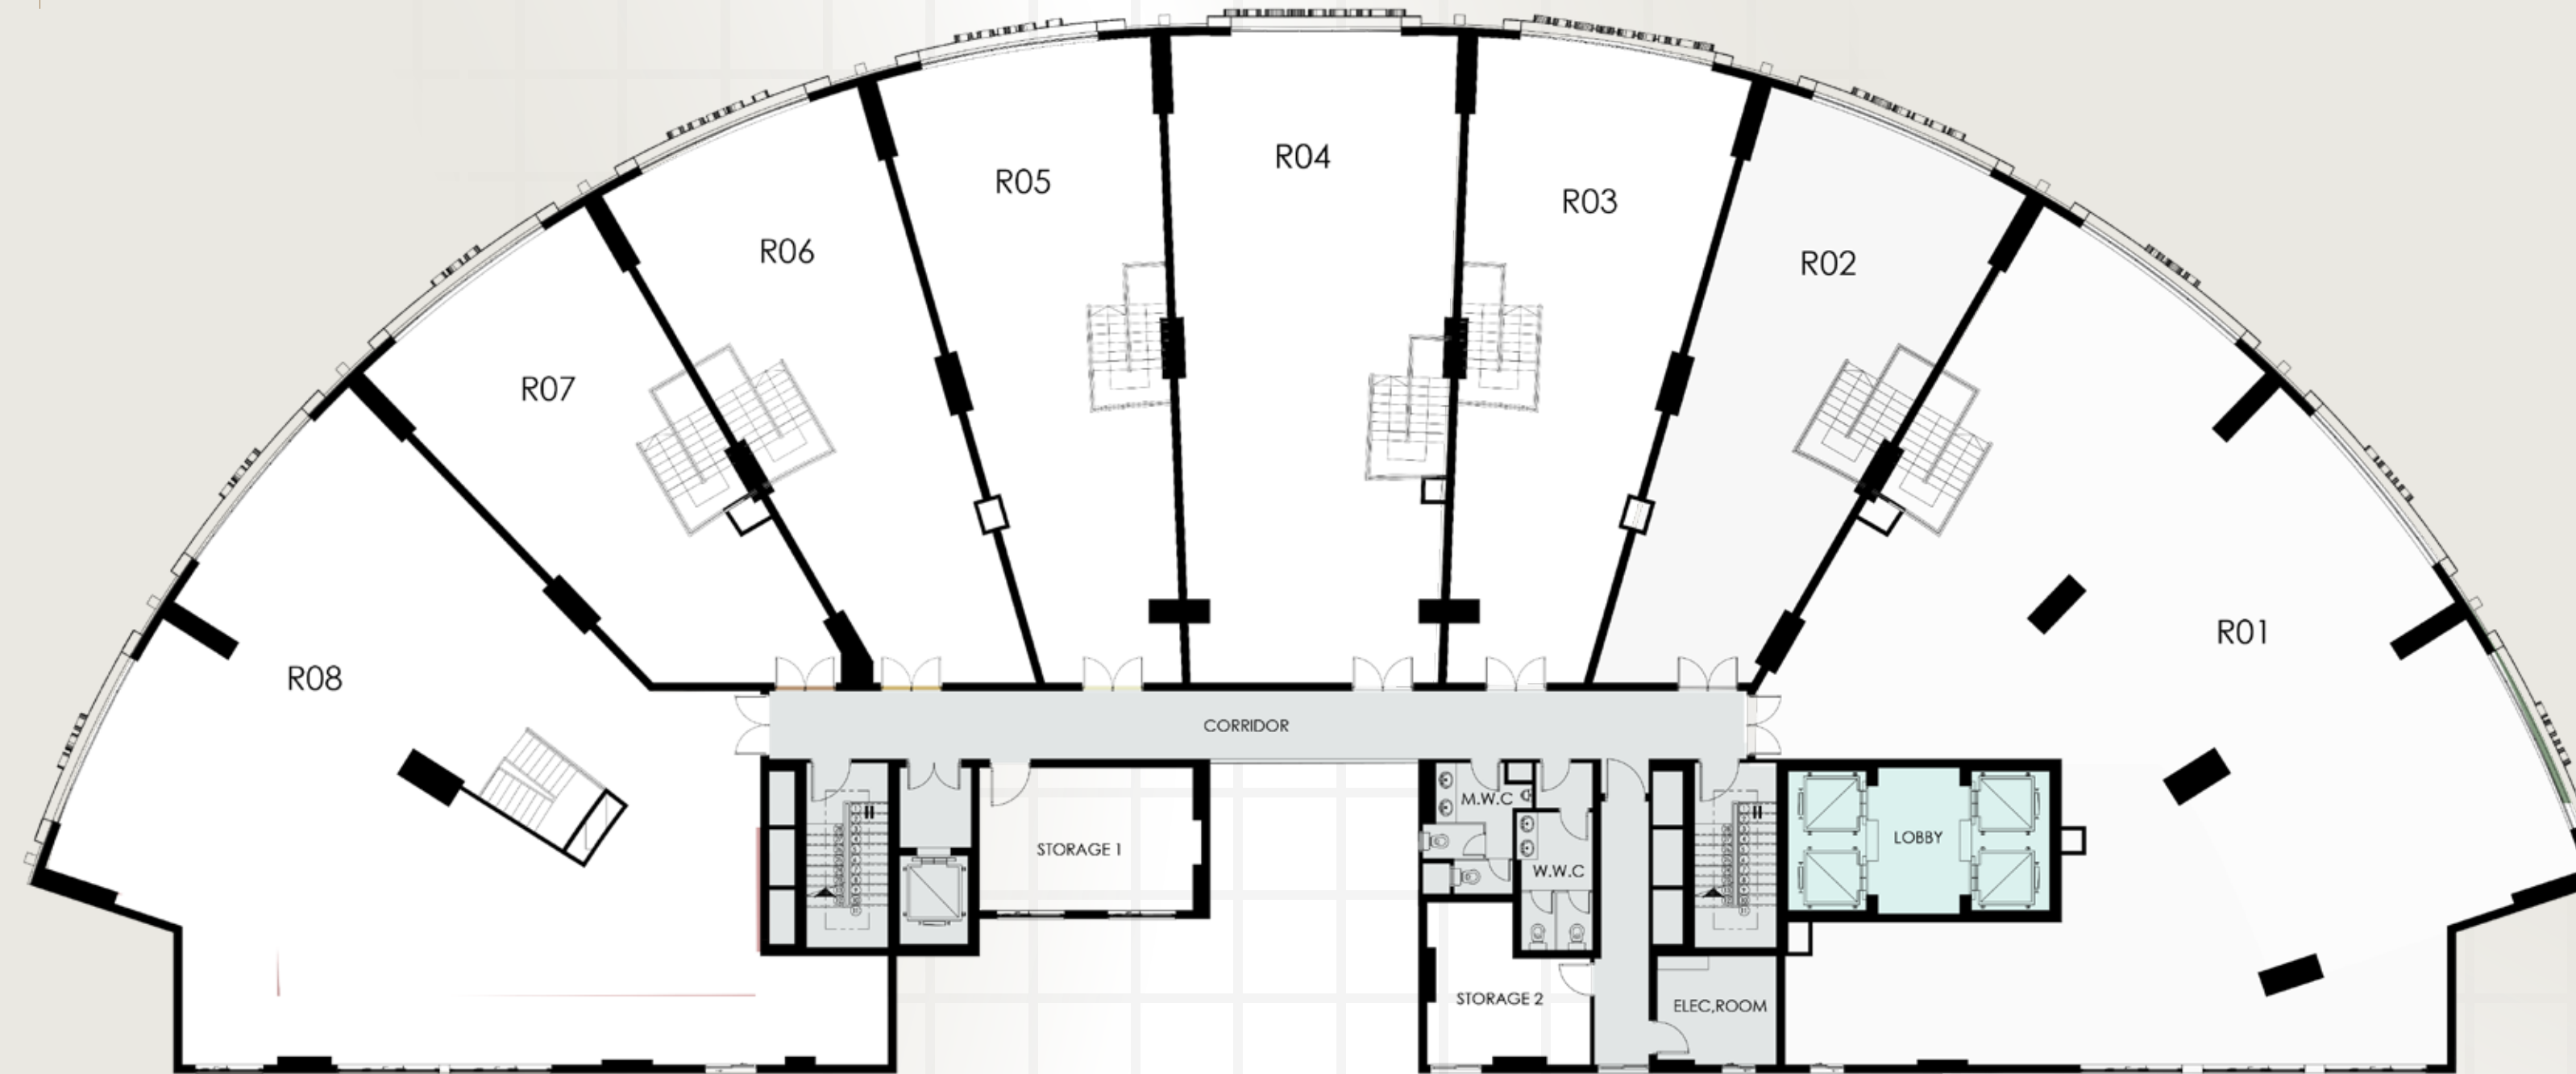 R04
R05
R03
R06
R02
R07
R01
R08
CORRIDOR
M.W.C
LOBBY
STORAGE 1
W.W.C
STORAGE 2
ELEC,ROOM